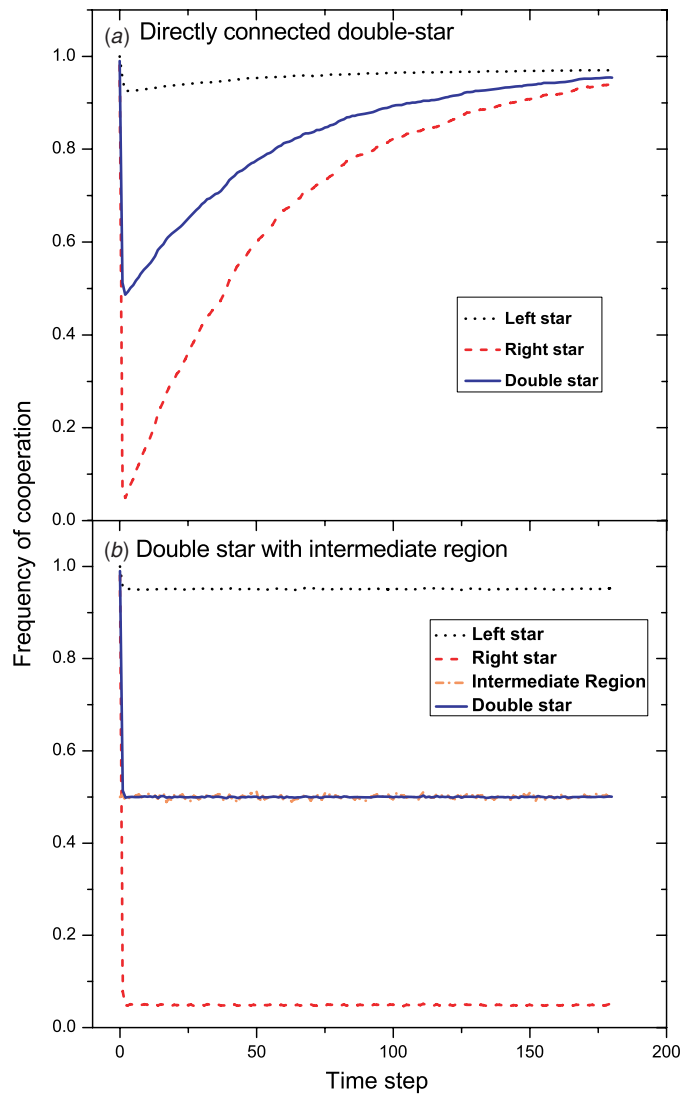 (a) Directly connected double-star
1.0
0.8
0.6
0.4
0.2
0.0
Left star
Right star
Double star
Frequency of cooperation
(b) Double star with intermediate region
1.0
0.8
0.6
0.4
0.2
0.0
Left star
Right star
Intermediate Region
Double star
0 50 100 150 200
Time step